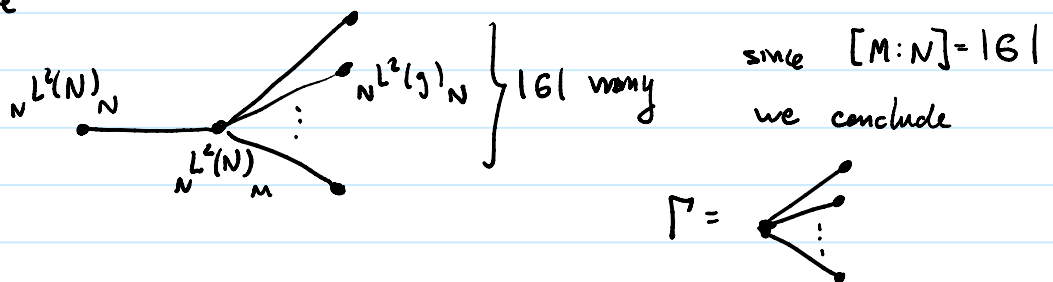 ₙL²(N)ₙ
ₙL²(g)ₙ
|G| many
ₙL²(N)ₘ
since [M:N]=|G|
we conclude
Γ =